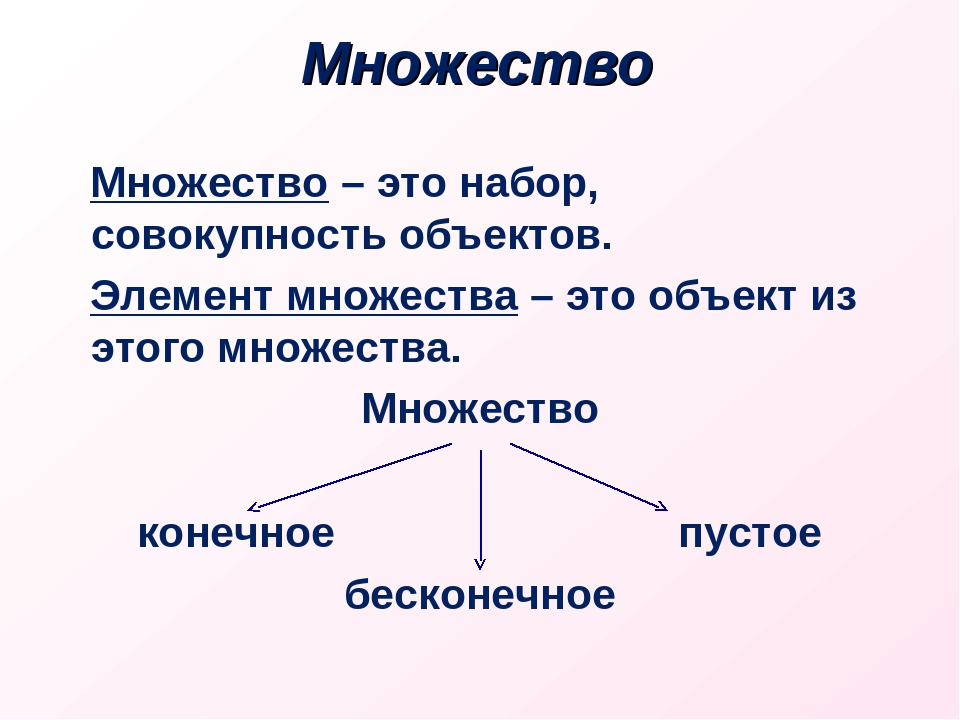 Множество
Множество – это набор,
совокупность объектов.
Элемент множества – это объект из
этого множества.
Множество
конечное пустое
бесконечное